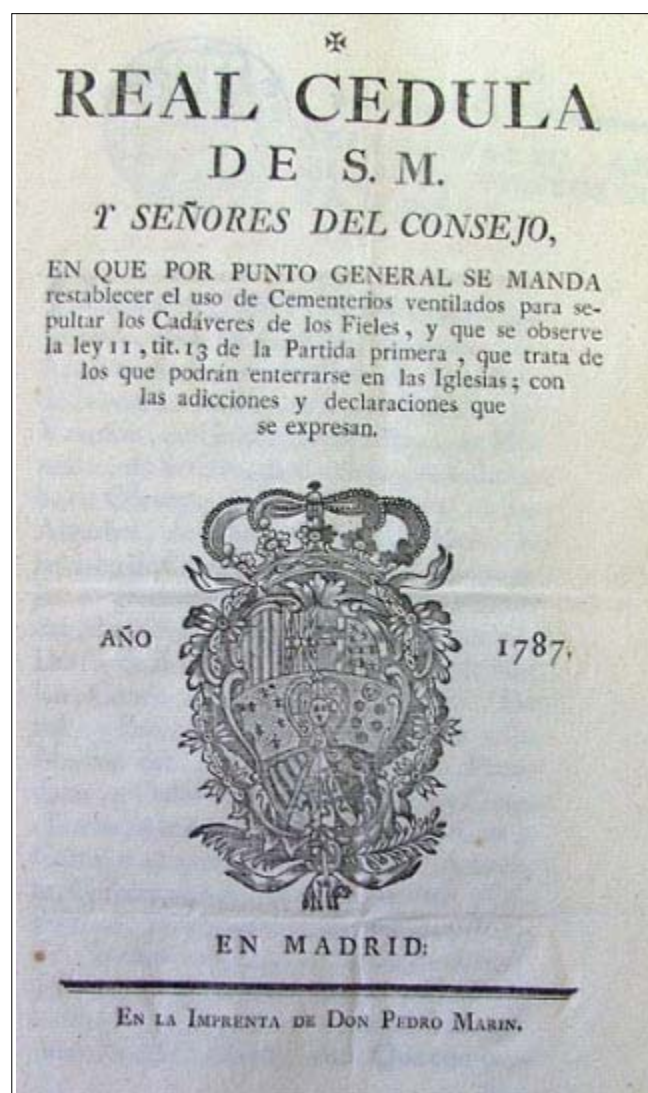 ✠
REAL CEDULA
DE S. M.
Y SEÑORES DEL CONSEJO,
EN QUE POR PUNTO GENERAL SE MANDA
restablecer el uso de Cementerios ventilados para se-
pultar los Cadáveres de los Fieles, y que se observe
la ley 11, tit. 13 de la Partida primera, que trata de
los que podrán enterrarse en las Iglesias; con
las adicciones y declaraciones que
se expresan.
AÑO 1787.
EN MADRID:
EN LA IMPRENTA DE DON PEDRO MARIN.